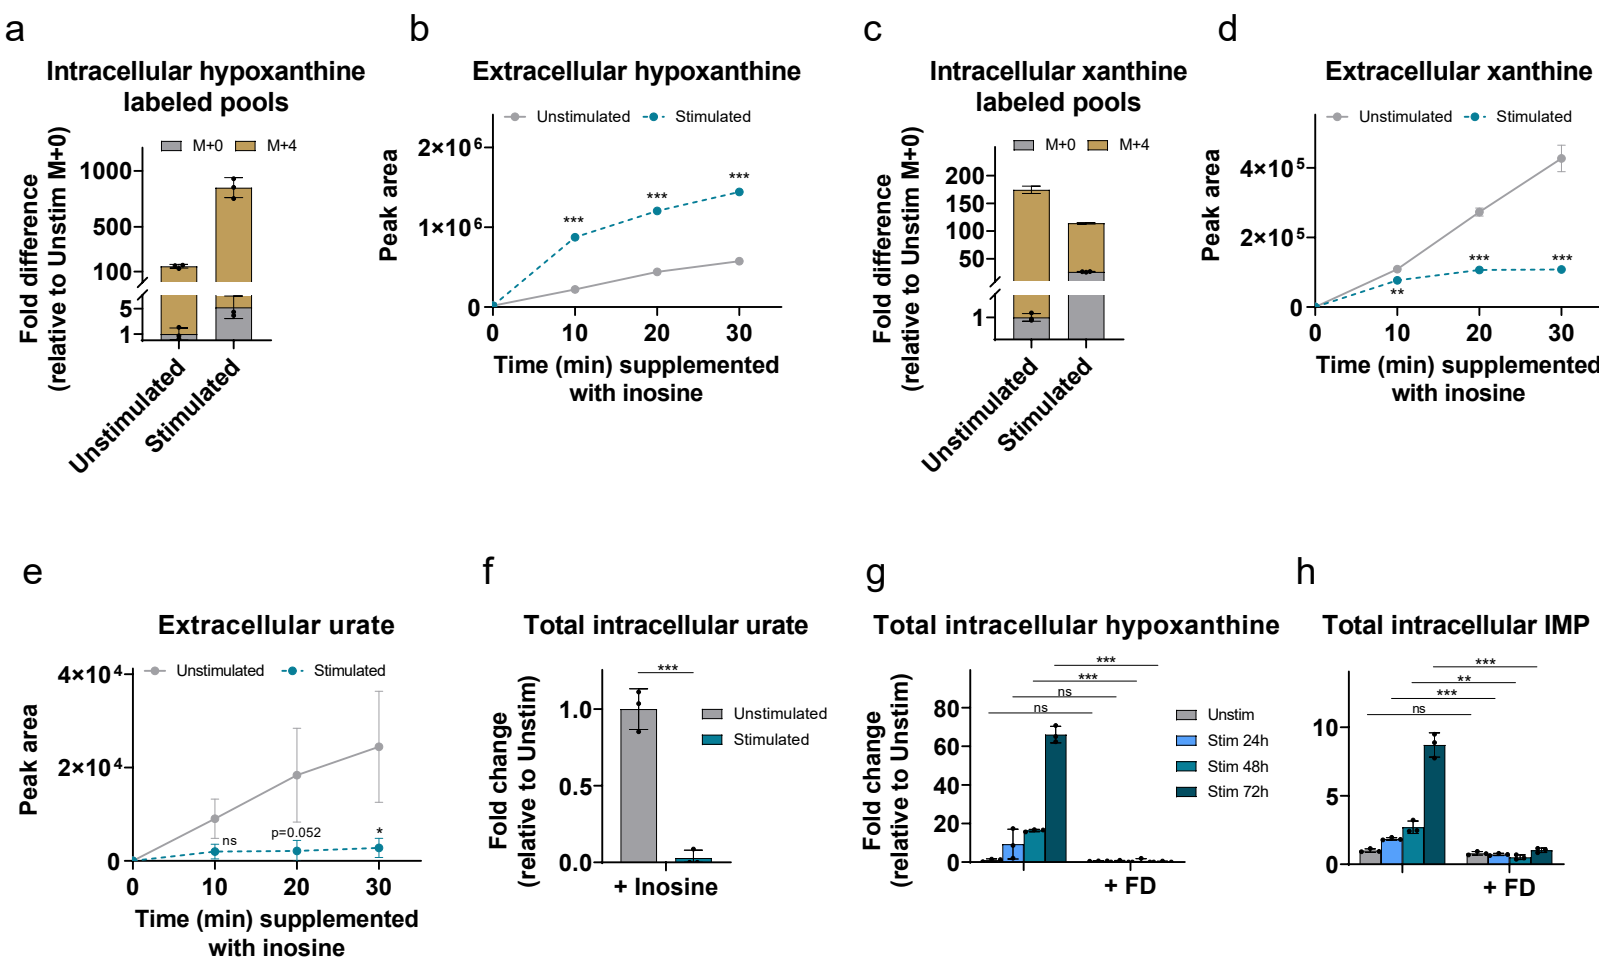 a
Intracellular hypoxanthine
labeled pools
Fold difference
(relative to Unstim M+0)
M+0
M+4
1000
500
100
5
1
Unstimulated
Stimulated
b
Extracellular hypoxanthine
Unstimulated
Stimulated
Peak area
2×10⁶
1×10⁶
0
***
***
***
0
10
20
30
Time (min) supplemented
with inosine
c
Intracellular xanthine
labeled pools
Fold difference
(relative to Unstim M+0)
M+0
M+4
200
150
100
50
1
Unstimulated
Stimulated
d
Extracellular xanthine
Unstimulated
Stimulated
Peak area
4×10⁵
2×10⁵
0
**
***
***
0
10
20
30
Time (min) supplemented
with inosine
e
Extracellular urate
Unstimulated
Stimulated
Peak area
4×10⁴
2×10⁴
0
ns
p=0.052
*
0
10
20
30
Time (min) supplemented
with inosine
f
Total intracellular urate
Fold change
(relative to Unstim)
1.0
0.5
0.0
***
Unstimulated
Stimulated
+ Inosine
g
Total intracellular hypoxanthine
Fold change
(relative to Unstim)
80
60
40
20
0
***
***
ns
ns
Unstim
Stim 24h
Stim 48h
Stim 72h
+ FD
h
Total intracellular IMP
10
5
0
***
**
***
ns
+ FD